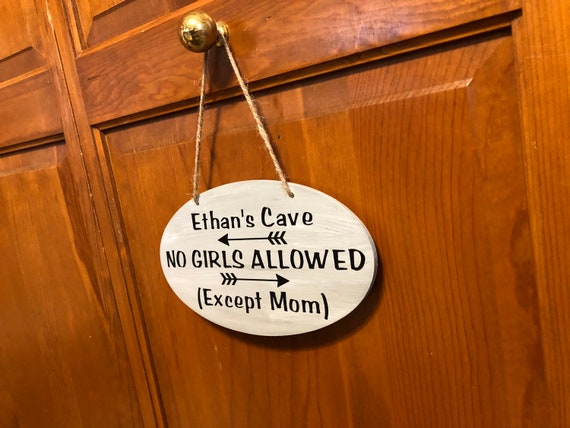 Ethan's Cave
NO GIRLS ALLOWED
(Except Mom)